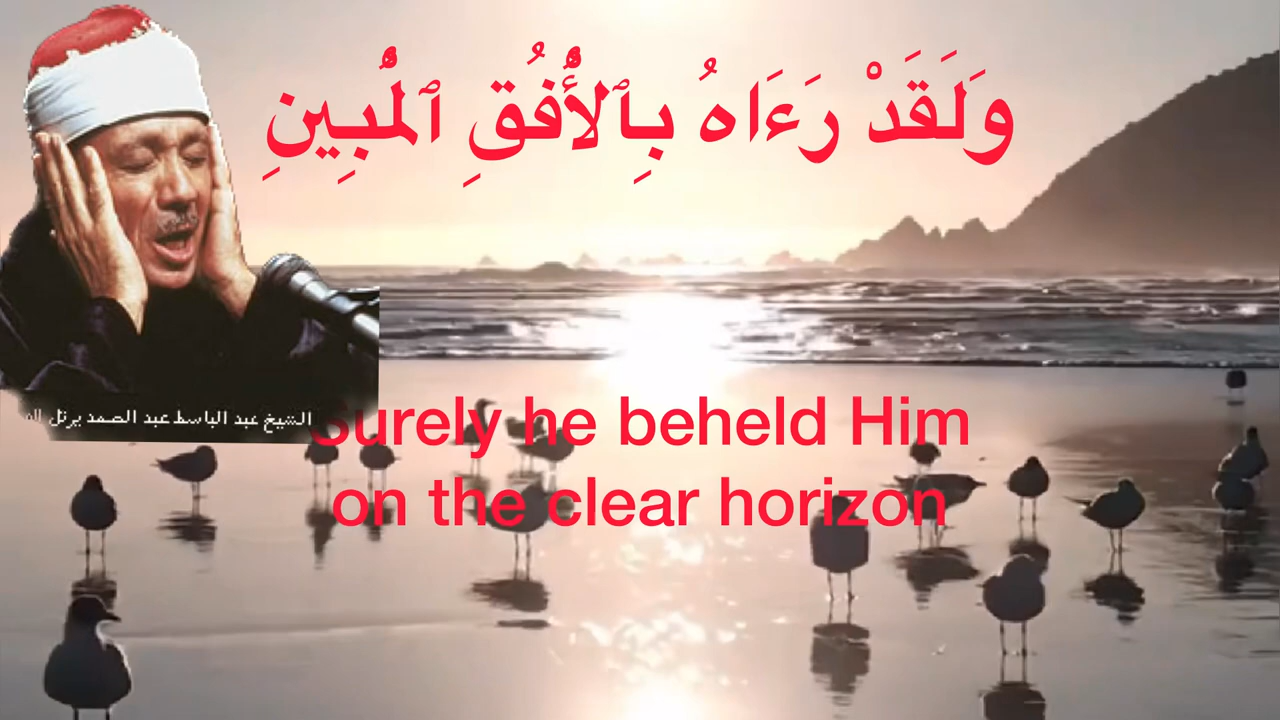 وَلَقَدْ رَءَاهُ بِٱلْأُفُقِ ٱلْمُبِينِ
الشيخ عبد الباسط عبد الصمد يرتل
Surely he beheld Him
on the clear horizon